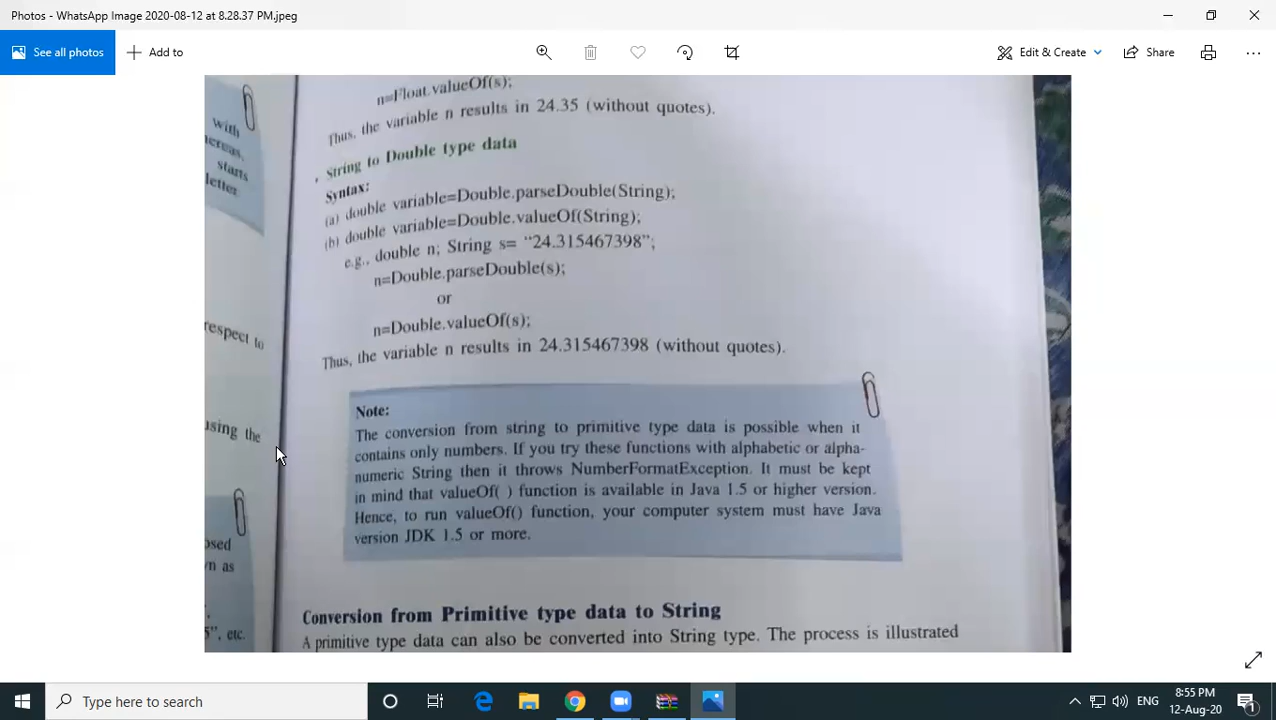 Photos - WhatsApp Image 2020-08-12 at 8.28.37 PM.jpeg
See all photos
Add to
Edit & Create
Share
n=Float.valueOf(s);
Thus, the variable n results in 24.35 (without quotes).
, String to Double type data
Syntax:
(a) double variable=Double.parseDouble(String);
(b) double variable=Double.valueOf(String);
e.g., double n; String s= “24.315467398”;
n=Double.parseDouble(s);
or
n=Double.valueOf(s);
Thus, the variable n results in 24.315467398 (without quotes).
Note:
The conversion from string to primitive type data is possible when it
contains only numbers. If you try these functions with alphabetic or alpha-
numeric String then it throws NumberFormatException. It must be kept
in mind that valueOf( ) function is available in Java 1.5 or higher version.
Hence, to run valueOf() function, your computer system must have Java
version JDK 1.5 or more.
Conversion from Primitive type data to String
A primitive type data can also be converted into String type. The process is illustrated
with
starts
letter
respect to
using the
etc.
Type here to search
ENG
8:55 PM
12-Aug-20
1